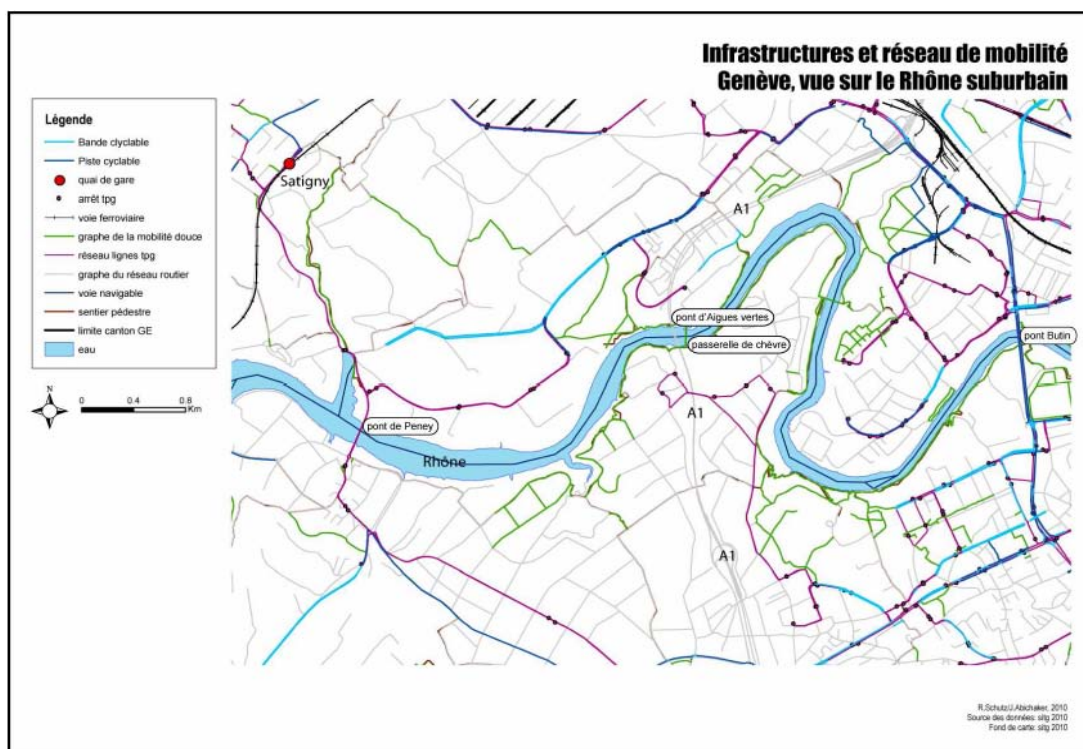 Infrastructures et réseau de mobilité
Genève, vue sur le Rhône suburbain
Légende
Bande clyclable
Piste cyclable
quai de gare
arrêt tpg
voie ferroviaire
graphe de la mobilité douce
réseau lignes tpg
graphe du réseau routier
voie navigable
sentier pédestre
limite canton GE
eau
N
0 0.4 0.8
Km
Satigny
A1
pont d'Aigues vertes
passerelle de chèvre
pont Butin
A1
pont de Peney
Rhône
A1
R.Schutz/J.Abichaker, 2010
Source des données: sitg 2010
Fond de carte: sitg 2010